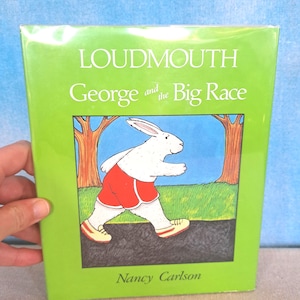 LOUDMOUTH
George and the Big Race
Nancy Carlson